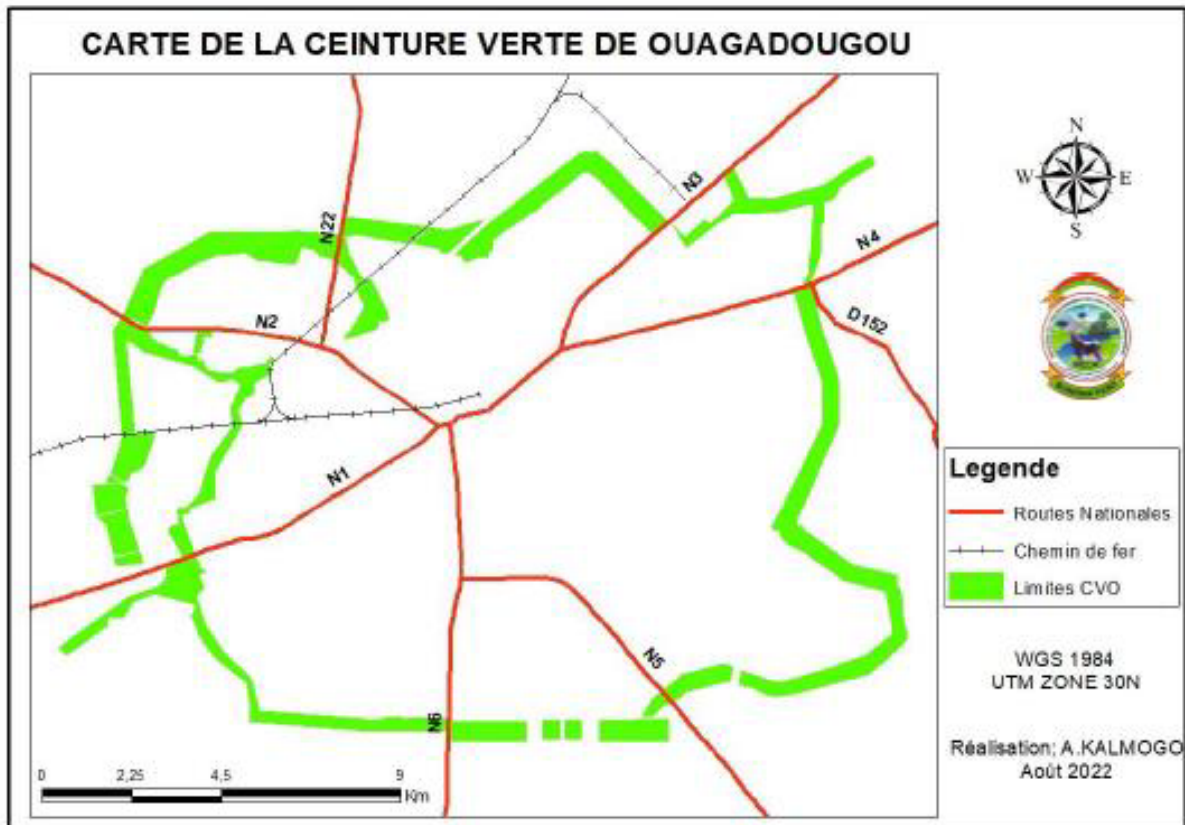 CARTE DE LA CEINTURE VERTE DE OUAGADOUGOU
N
W E
S
N22
N3
N4
N2
D152
N1
N5
N6
Legende
Routes Nationales
Chemin de fer
Limites CVO
WGS 1984
UTM ZONE 30N
Réalisation; A.KALMOGO
Août 2022
0 2,25 4,5 9
Km